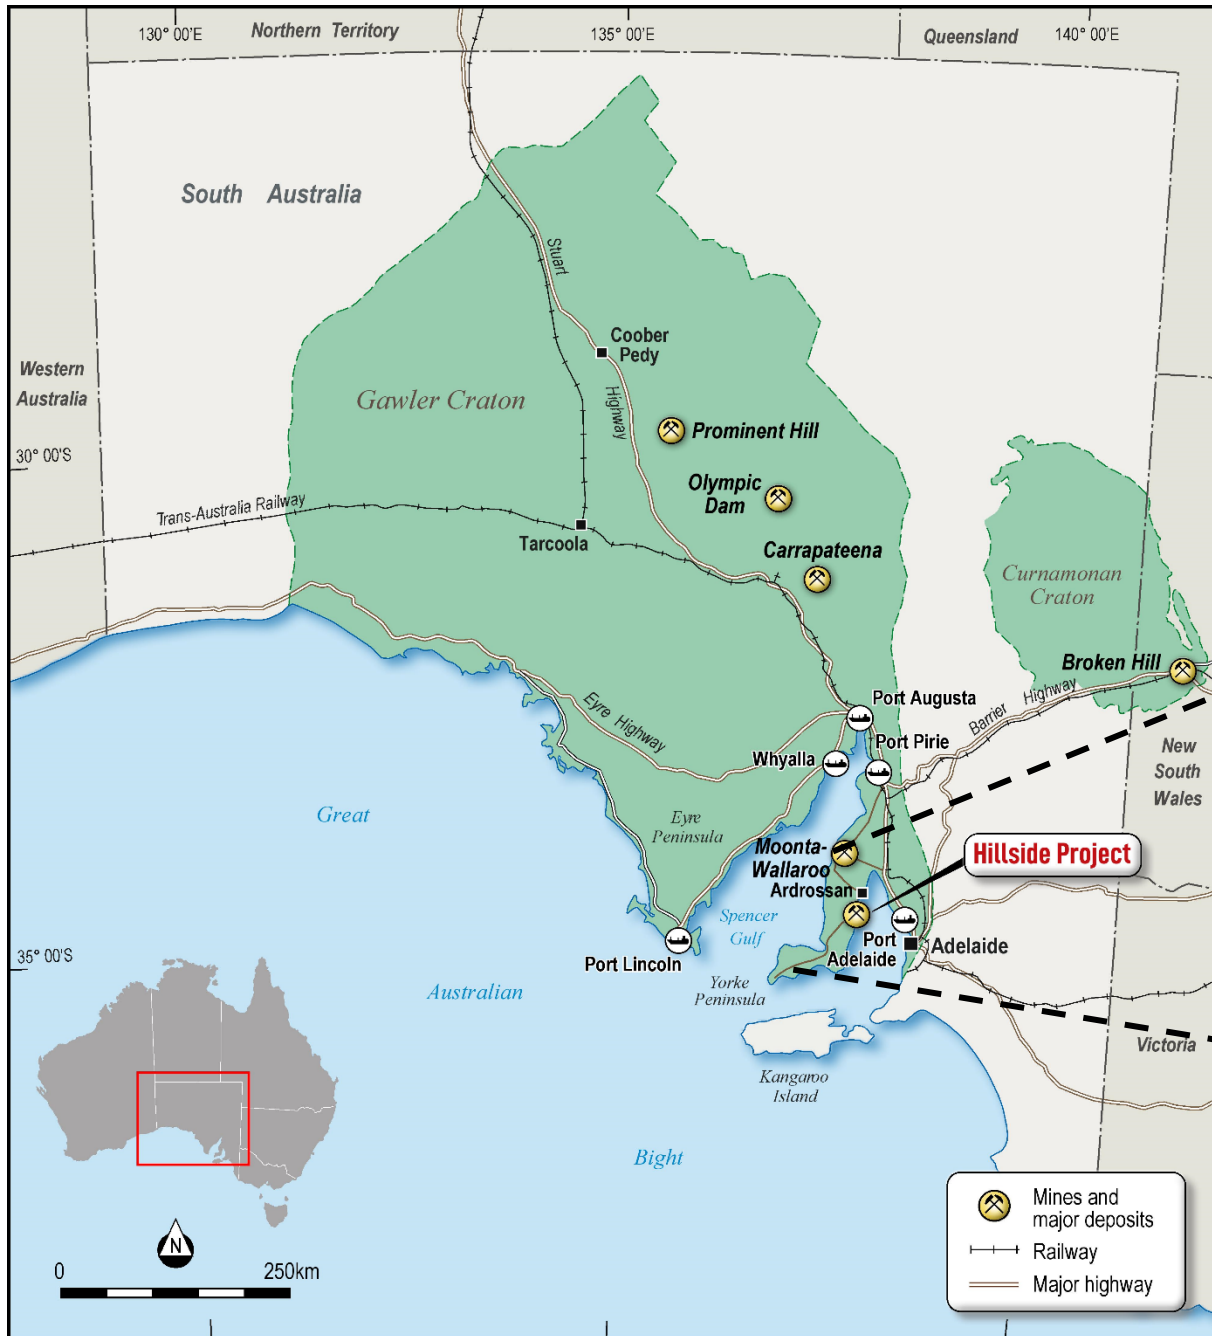 130° 00'E
Northern Territory
135° 00'E
Queensland
140° 00'E
South Australia
Stuart
Highway
Coober
Pedy
Western
Australia
Gawler Craton
Prominent Hill
30° 00'S
Olympic
Dam
Trans-Australia Railway
Tarcoola
Carrapateena
Curnamonan
Craton
Broken Hill
Barrier Highway
Port Augusta
Eyre Highway
Port Pirie
Whyalla
New
South
Wales
Great
Eyre
Peninsula
Moonta-
Wallaroo
Hillside Project
Ardrossan
Spencer
Gulf
Port
Adelaide
Adelaide
Port Lincoln
35° 00'S
Yorke
Peninsula
Australian
Victoria
Kangaroo
Island
Bight
Mines and
major deposits
Railway
Major highway
N
0 250km